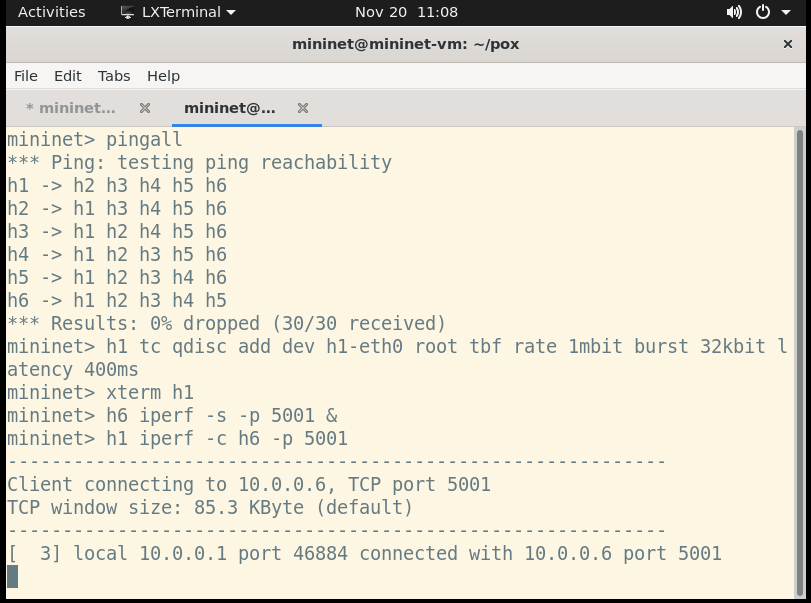 Activities LXTerminal Nov 20 11:08
mininet@mininet-vm: ~/pox
File Edit Tabs Help
* mininet... mininet@...
mininet> pingall
*** Ping: testing ping reachability
h1 -> h2 h3 h4 h5 h6
h2 -> h1 h3 h4 h5 h6
h3 -> h1 h2 h4 h5 h6
h4 -> h1 h2 h3 h5 h6
h5 -> h1 h2 h3 h4 h6
h6 -> h1 h2 h3 h4 h5
*** Results: 0% dropped (30/30 received)
mininet> h1 tc qdisc add dev h1-eth0 root tbf rate 1mbit burst 32kbit l
atency 400ms
mininet> xterm h1
mininet> h6 iperf -s -p 5001 &
mininet> h1 iperf -c h6 -p 5001
------------------------------------------------------------
Client connecting to 10.0.0.6, TCP port 5001
TCP window size: 85.3 KByte (default)
------------------------------------------------------------
[  3] local 10.0.0.1 port 46884 connected with 10.0.0.6 port 5001